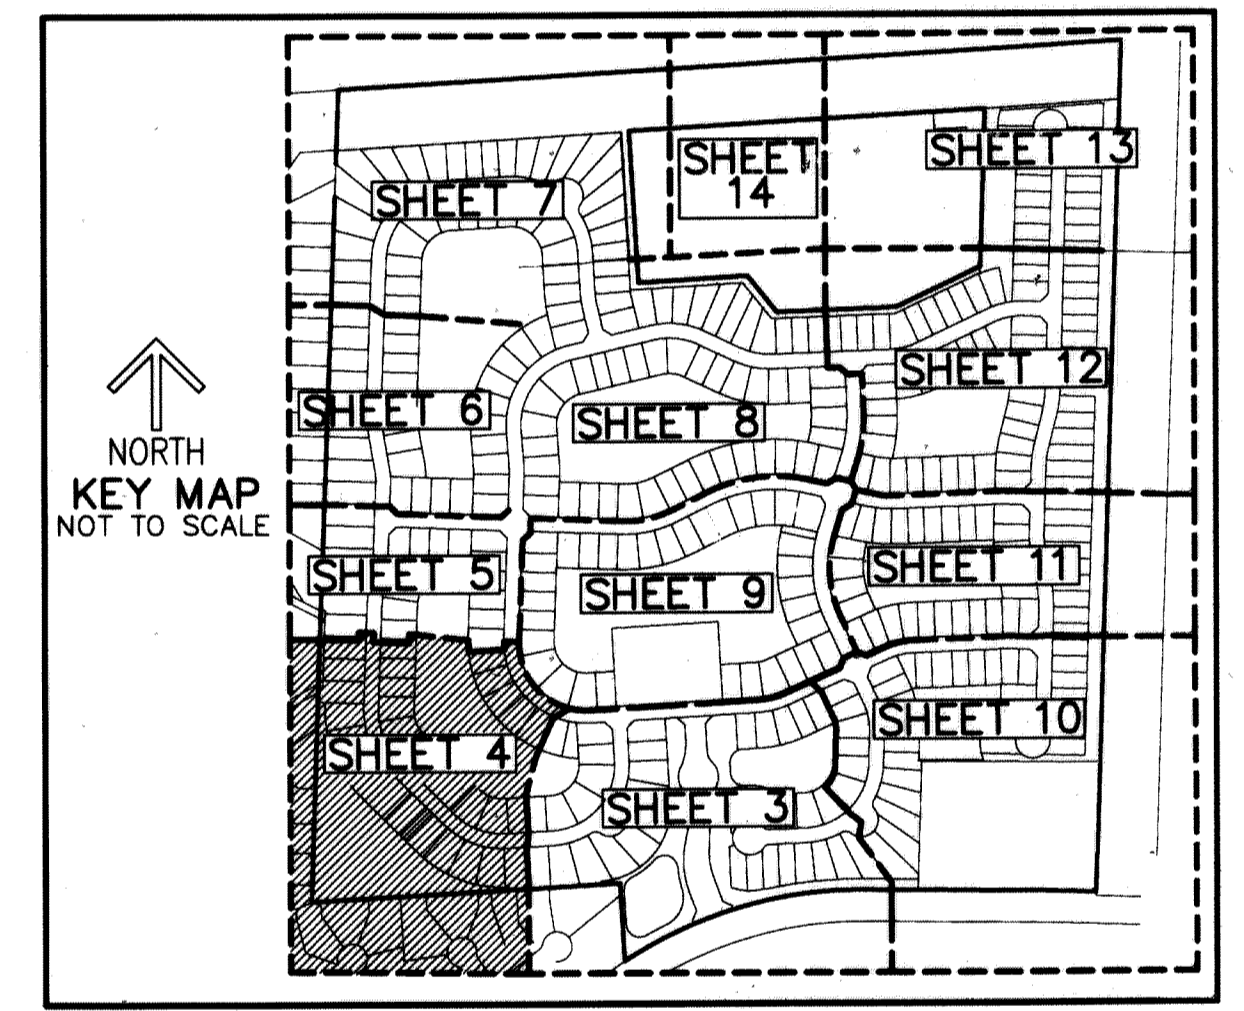 SHEET 13
SHEET
14
SHEET 7
SHEET 12
SHEET 6
SHEET 8
NORTH
KEY MAP
NOT TO SCALE
SHEET 5
SHEET 9
SHEET 11
SHEET 10
SHEET 4
SHEET 3